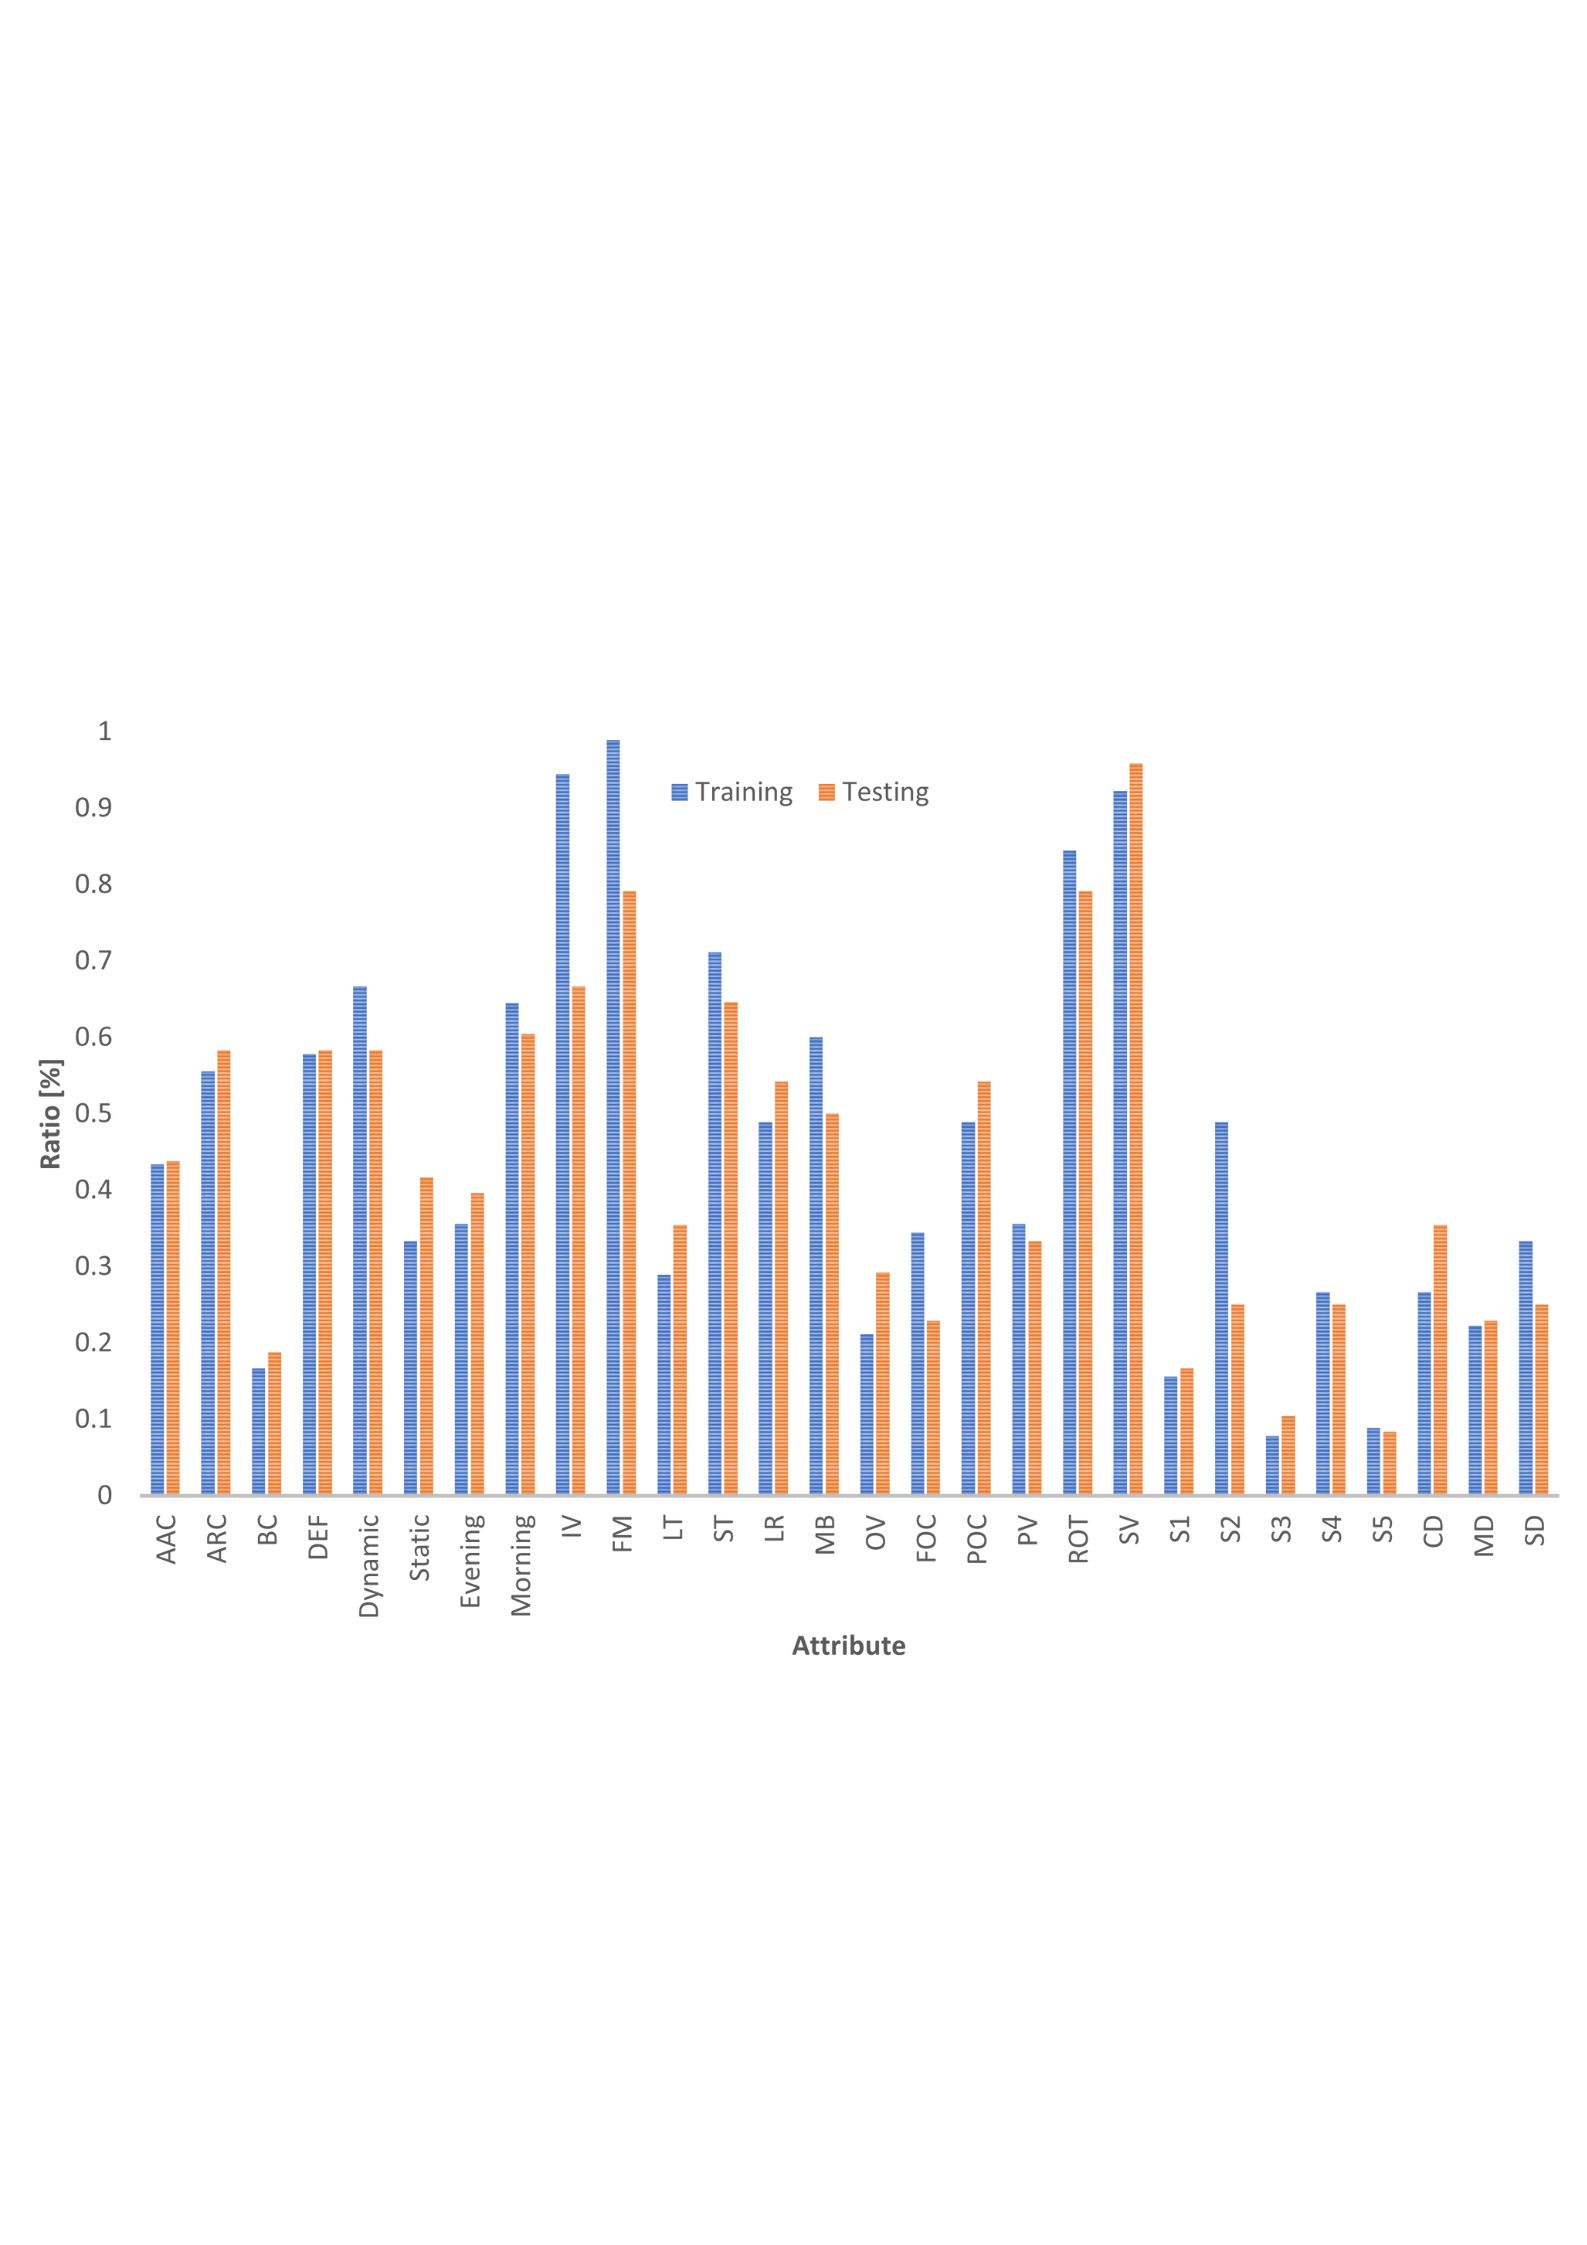 1
0.9
0.8
0.7
0.6
0.5
0.4
0.3
0.2
0.1
0
Ratio [%]
Training
Testing
AAC
ARC
BC
DEF
Dynamic
Static
Evening
Morning
IV
FM
LT
ST
LR
MB
OV
FOC
POC
PV
ROT
SV
S1
S2
S3
S4
S5
CD
MD
SD
Attribute